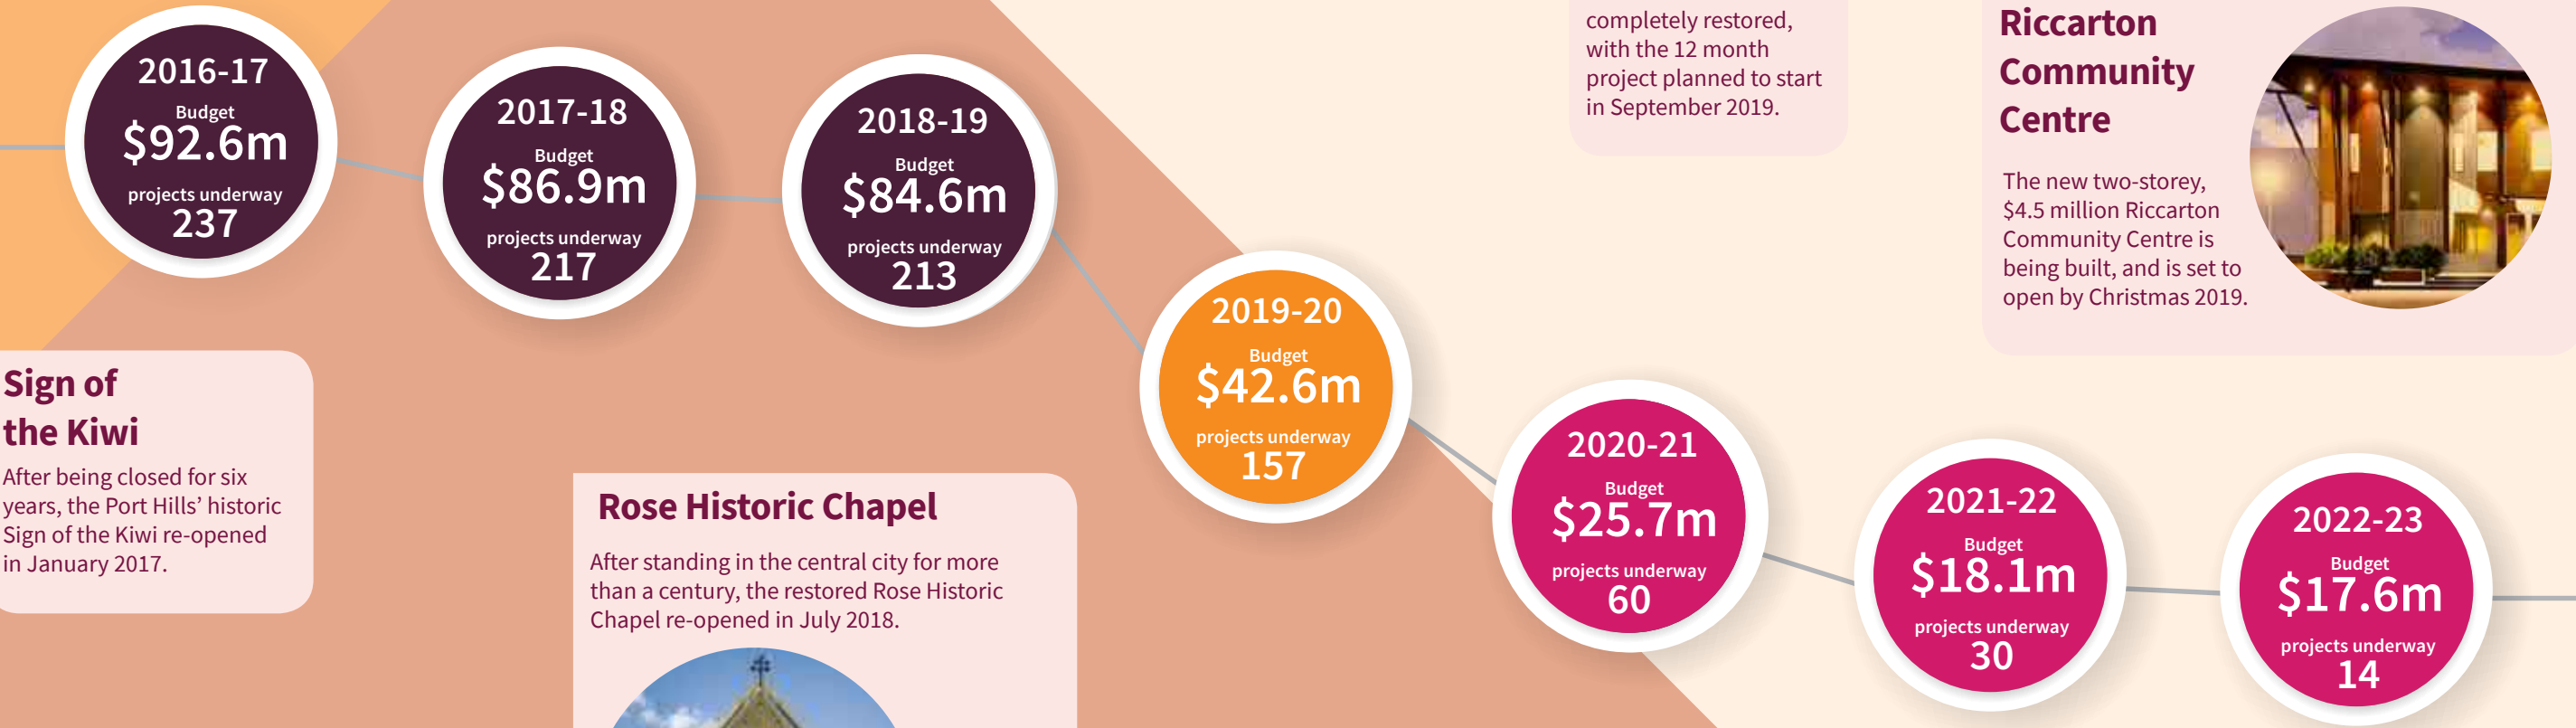 2016-17
Budget
$92.6m
projects underway
237
2017-18
Budget
$86.9m
projects underway
217
2018-19
Budget
$84.6m
projects underway
213
2019-20
Budget
$42.6m
projects underway
157
2020-21
Budget
$25.7m
projects underway
60
2021-22
Budget
$18.1m
projects underway
30
2022-23
Budget
$17.6m
projects underway
14
completely restored,
with the 12 month
project planned to start
in September 2019.
Riccarton
Community
Centre
The new two-storey,
$4.5 million Riccarton
Community Centre is
being built, and is set to
open by Christmas 2019.
Sign of
the Kiwi
After being closed for six
years, the Port Hills’ historic
Sign of the Kiwi re-opened
in January 2017.
Rose Historic Chapel
After standing in the central city for more
than a century, the restored Rose Historic
Chapel re-opened in July 2018.